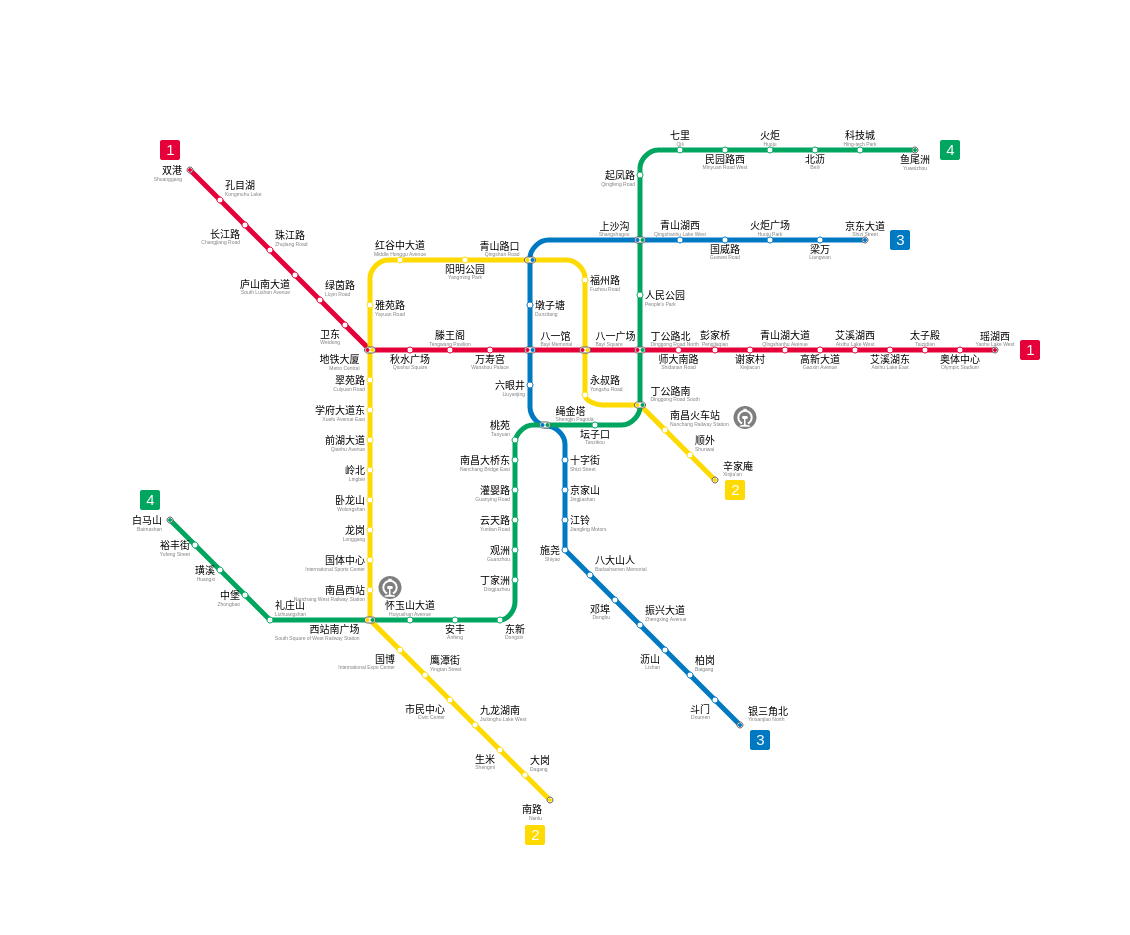 1
双港
Shuanggang
孔目湖
Kongmuhu Lake
长江路
Changjiang Road
珠江路
Zhujiang Road
庐山南大道
South Lushan Avenue
绿茵路
Lüyin Road
卫东
Weidong
地铁大厦
Metro Central
秋水广场
Qiushui Square
滕王阁
Tengwang Pavilion
万寿宫
Wanshou Palace
八一馆
Bayi Memorial
八一广场
Bayi Square
丁公路北
Dinggong Road North
师大南路
Shidanan Road
彭家桥
Pengjiaqiao
谢家村
Xiejiacun
青山湖大道
Qingshanhu Avenue
高新大道
Gaoxin Avenue
艾溪湖西
Aixihu Lake West
艾溪湖东
Aixihu Lake East
太子殿
Taizidian
奥体中心
Olympic Stadium
瑶湖西
Yaohu Lake West
1
七里
Qili
民园路西
Minyuan Road West
火炬
Huoju
北沥
Beili
科技城
Hing-tech Park
鱼尾洲
Yuweizhou
4
起凤路
Qingfeng Road
上沙沟
Shangshagou
青山湖西
Qingshanhu Lake West
国威路
Guowei Road
火炬广场
Huoju Park
梁万
Liangwan
京东大道
3
人民公园
People's Park
红谷中大道
Middle Honggu Avenue
阳明公园
Yangming Park
青山路口
Qingshan Road
福州路
Fuzhou Road
雅苑路
Yayuan Road
墩子塘
Dunzitang
六眼井
Liuyanjing
永叔路
Yongshu Road
丁公路南
Dinggong Road South
绳金塔
Shengjin Pagoda
坛子口
Tanzikou
桃苑
Taoyuan
南昌火车站
Nanchang Railway Station
顺外
Shunwai
辛家庵
Xinjia'an
2
翠苑路
Cuiyuan Road
学府大道东
Xuefu Avenue East
前湖大道
Qianhu Avenue
岭北
Lingbei
卧龙山
Wolongshan
龙岗
Longgang
国体中心
International Sports Center
南昌西站
Nanchang West Railway Station
南昌大桥东
Nanchang Bridge East
灌婴路
Guanying Road
云天路
Yuntian Road
观洲
Guanzhou
丁家洲
Dingjiazhou
十字街
Shizi Street
京家山
Jingjiashan
江铃
Jiangling Motors
施尧
Shiyao
八大山人
Badashanren Memorial
邓埠
Dengbu
振兴大道
Zhengxing Avenue
沥山
Lishan
柏岗
Baigang
斗门
Doumen
银三角北
Yinsanjiao North
3
4
白马山
Baimashan
裕丰街
Yufeng Street
璜溪
Huangxi
中堡
Zhongbao
礼庄山
Lizhuangshan
西站南广场
South Square of West Railway Station
怀玉山大道
Huiyushan Avenue
安丰
Anfeng
东新
Dongxin
国博
International Expo Center
鹰潭街
Yingtan Street
市民中心
Civic Center
九龙湖南
Jiulonghu Lake West
生米
Shengmi
大岗
Dagang
南路
Nanlu
2